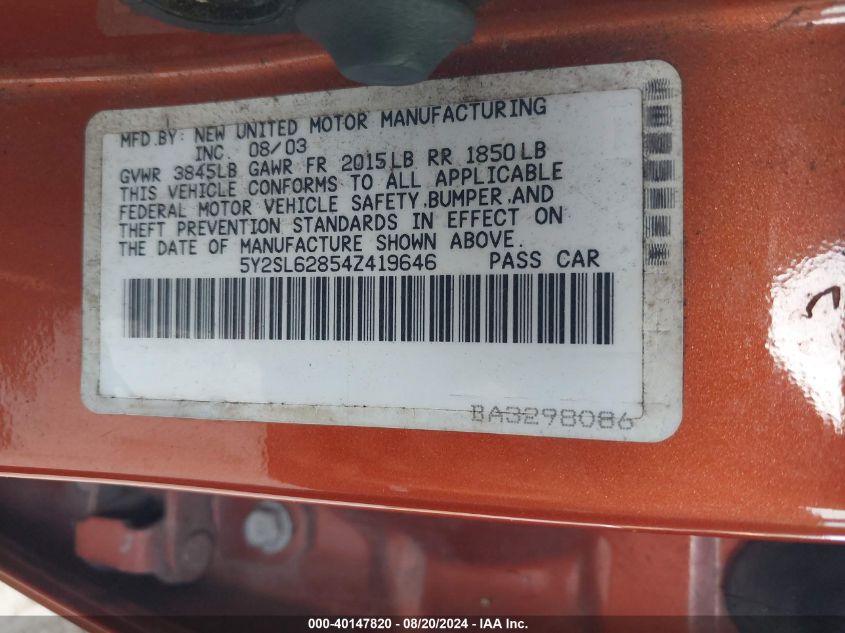 MFD.BY: NEW UNITED MOTOR MANUFACTURING
INC. 08/03
GVWR 3845LB GAWR FR 2015LB RR 1850LB
THIS VEHICLE CONFORMS TO ALL APPLICABLE
FEDERAL MOTOR VEHICLE SAFETY,BUMPER,AND
THEFT PREVENTION STANDARDS IN EFFECT ON
THE DATE OF MANUFACTURE SHOWN ABOVE.
5Y2SL62854Z419646 PASS CAR
BA3298086
000-40147820 - 08/20/2024 - IAA Inc.